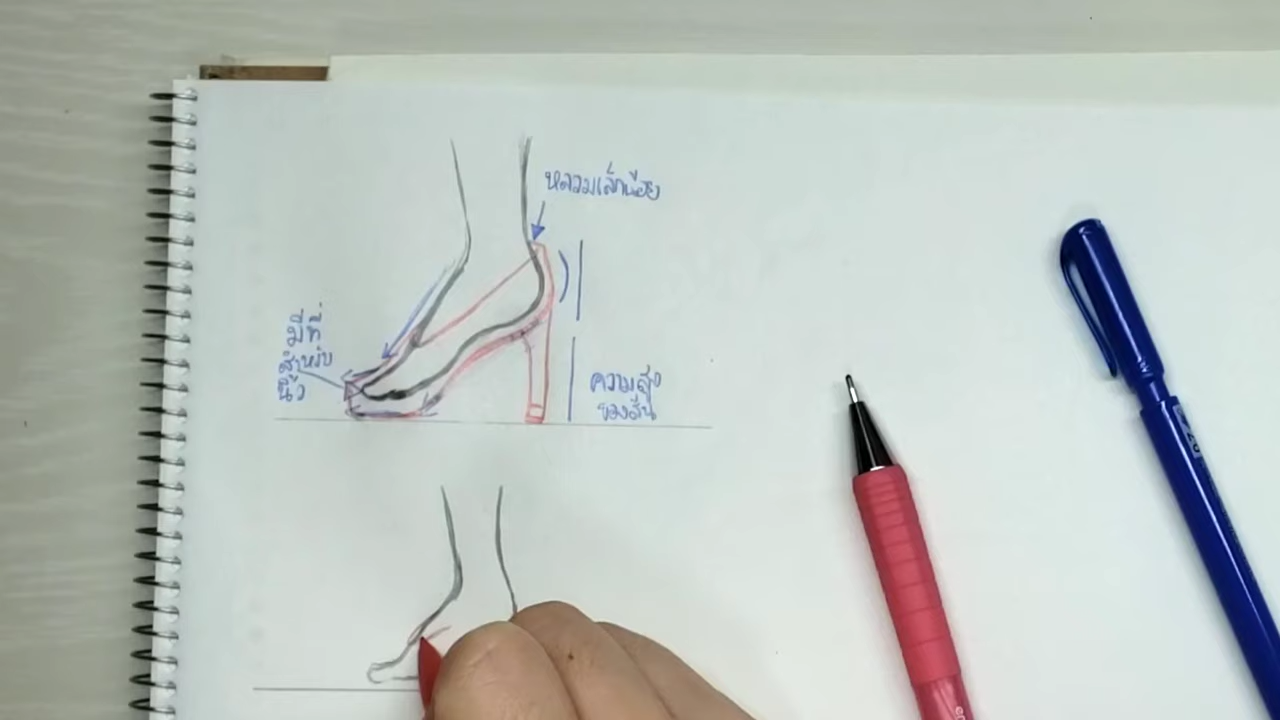 หลวมเล็กน้อย
มีที่
สำหรับ
นิ้ว
ความสูง
ของส้น